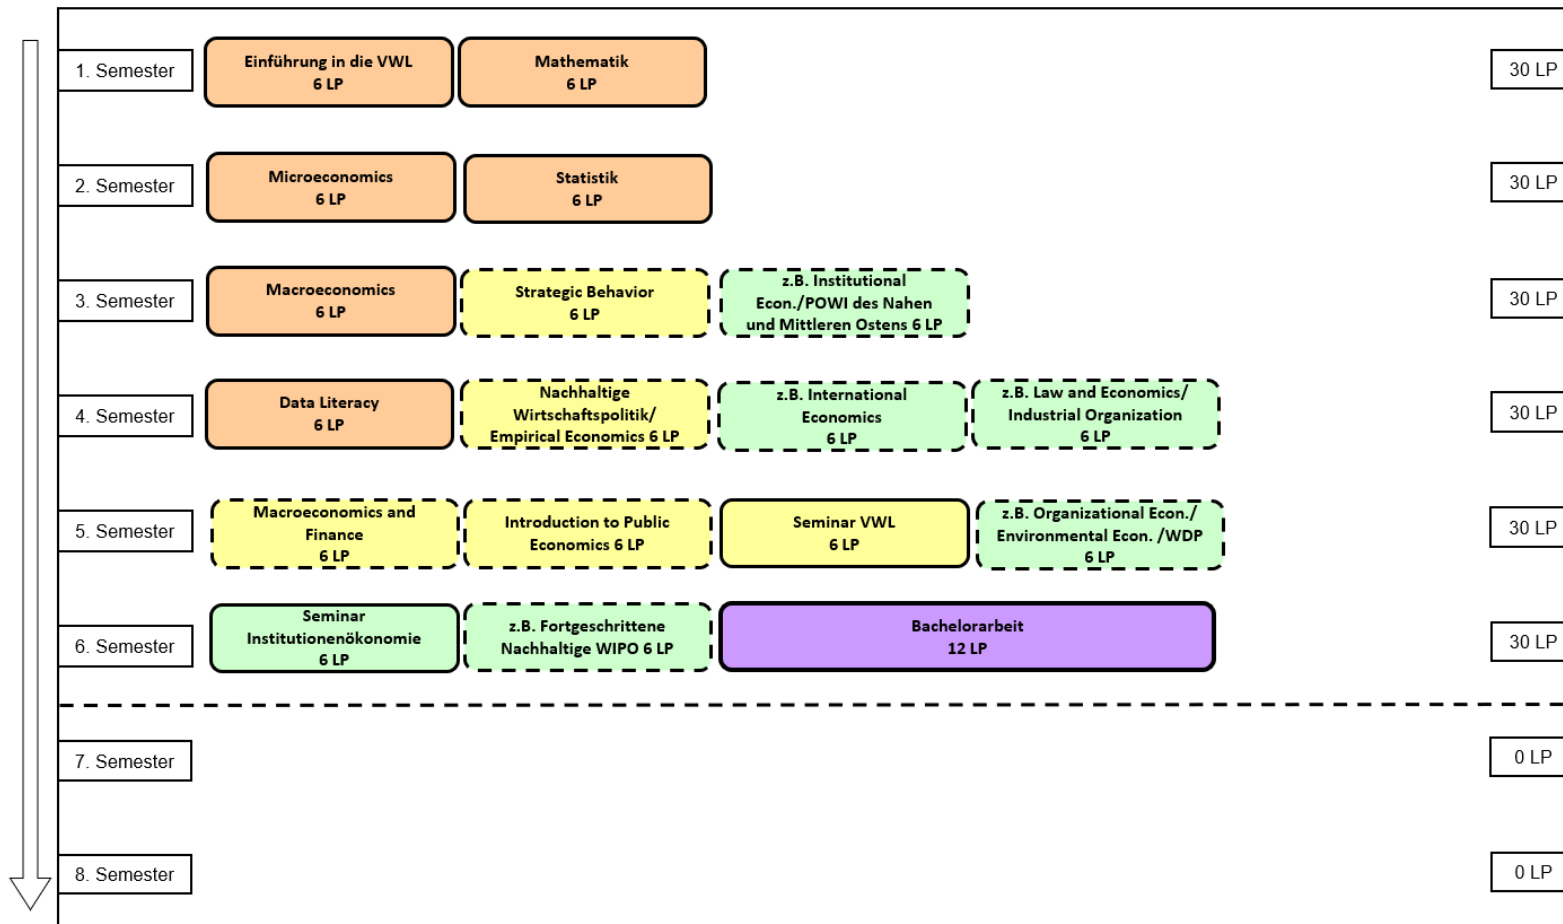 1. Semester
Einführung in die VWL
6 LP
Mathematik
6 LP
30 LP
2. Semester
Microeconomics
6 LP
Statistik
6 LP
30 LP
3. Semester
Macroeconomics
6 LP
Strategic Behavior
6 LP
z.B. Institutional
Econ./POWI des Nahen
und Mittleren Ostens 6 LP
30 LP
4. Semester
Data Literacy
6 LP
Nachhaltige
Wirtschaftspolitik/
Empirical Economics 6 LP
z.B. International
Economics
6 LP
z.B. Law and Economics/
Industrial Organization
6 LP
30 LP
5. Semester
Macroeconomics and
Finance
6 LP
Introduction to Public
Economics 6 LP
Seminar VWL
6 LP
z.B. Organizational Econ./
Environmental Econ. /WDP
6 LP
30 LP
6. Semester
Seminar
Institutionenökonomie
6 LP
z.B. Fortgeschrittene
Nachhaltige WIPO 6 LP
Bachelorarbeit
12 LP
30 LP
7. Semester
0 LP
8. Semester
0 LP